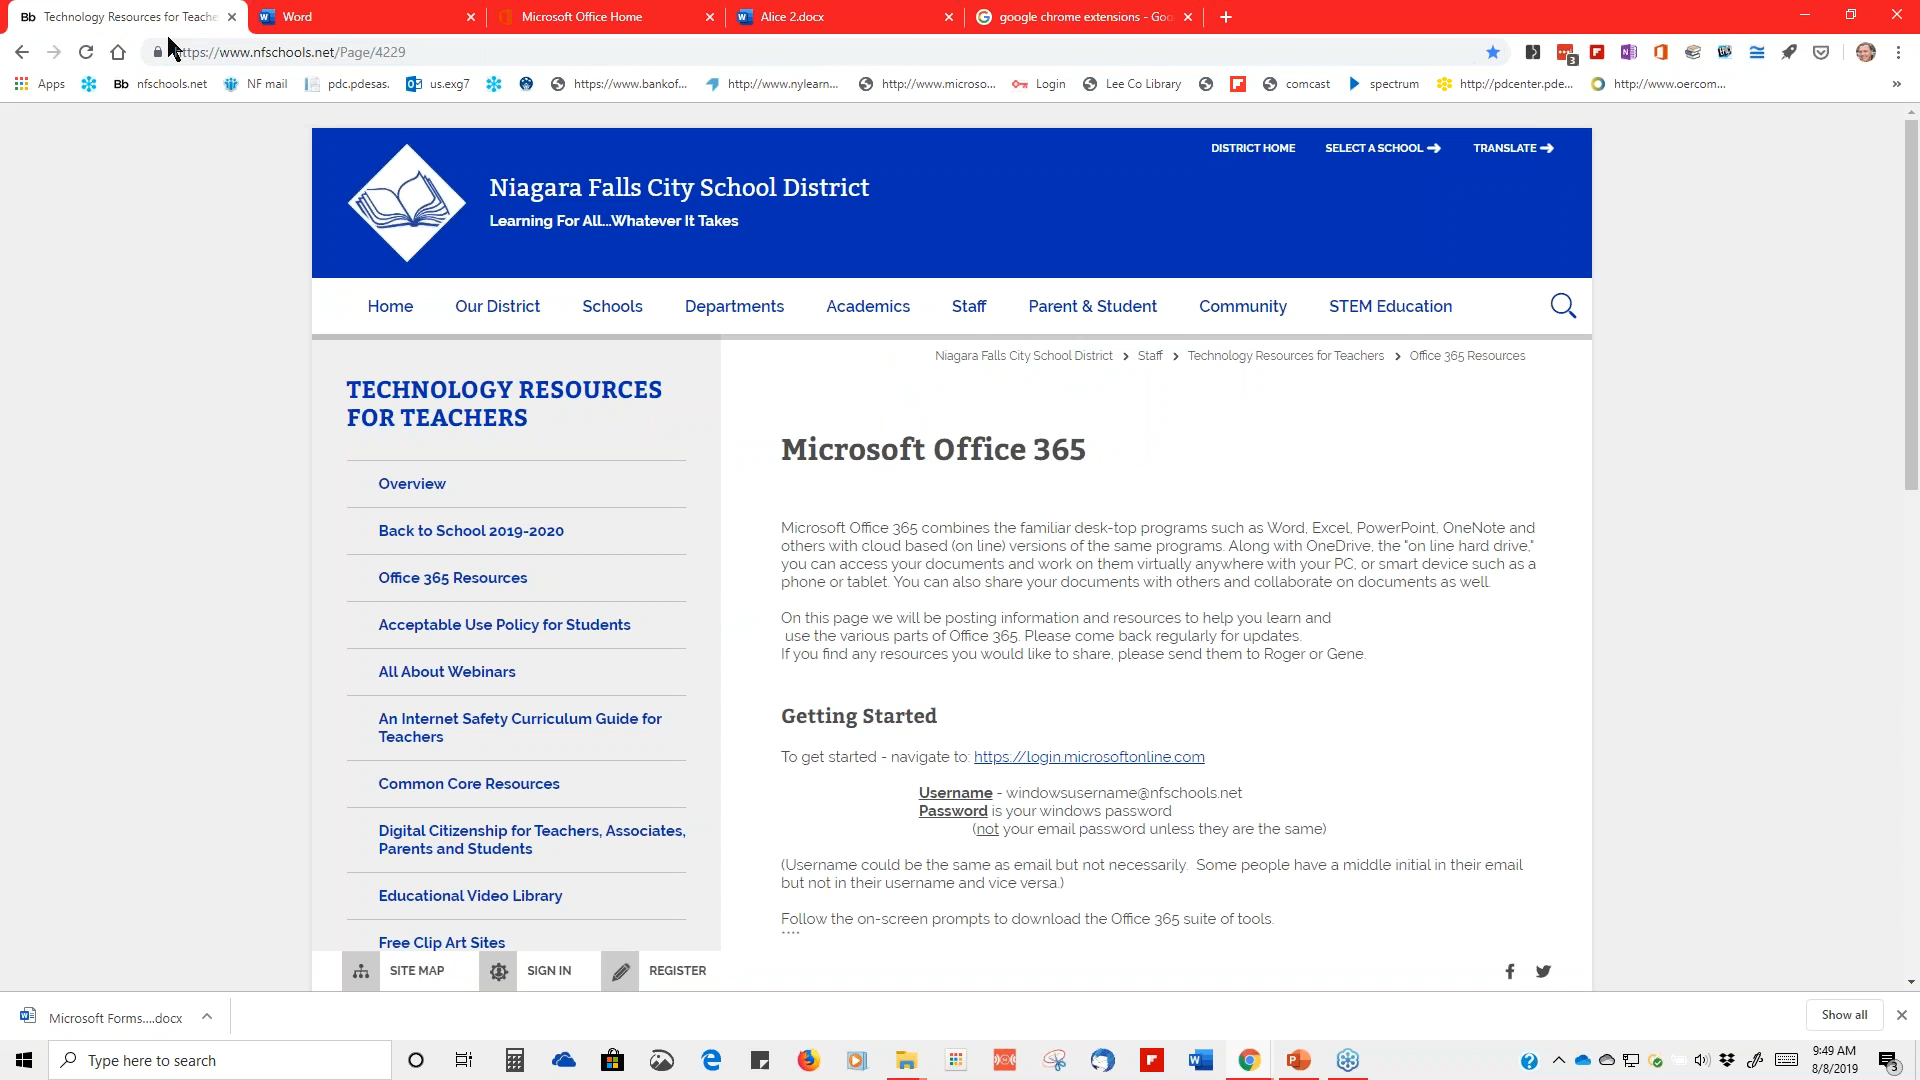 Bb Technology Resources for Teache
Word
Microsoft Office Home
Alice 2.docx
google chrome extensions - Goo
ttps://www.nfschools.net/Page/4229
3
Apps
Bb nfschools.net
NF mail
pdc.pdesas.
us.exg7
https://www.bankof...
http://www.nylearn...
http://www.microso...
Login
Lee Co Library
comcast
spectrum
http://pdcenter.pde...
http://www.oercom...
»
DISTRICT HOME
SELECT A SCHOOL
TRANSLATE
Niagara Falls City School District
Learning For All...Whatever It Takes
Home
Our District
Schools
Departments
Academics
Staff
Parent & Student
Community
STEM Education
Niagara Falls City School District > Staff > Technology Resources for Teachers > Office 365 Resources
TECHNOLOGY RESOURCES
FOR TEACHERS
Overview
Back to School 2019-2020
Office 365 Resources
Acceptable Use Policy for Students
All About Webinars
An Internet Safety Curriculum Guide for
Teachers
Common Core Resources
Digital Citizenship for Teachers, Associates,
Parents and Students
Educational Video Library
Free Clip Art Sites
Microsoft Office 365
Microsoft Office 365 combines the familiar desk-top programs such as Word, Excel, PowerPoint, OneNote and
others with cloud based (on line) versions of the same programs. Along with OneDrive, the "on line hard drive,"
you can access your documents and work on them virtually anywhere with your PC, or smart device such as a
phone or tablet. You can also share your documents with others and collaborate on documents as well.
On this page we will be posting information and resources to help you learn and
use the various parts of Office 365. Please come back regularly for updates.
If you find any resources you would like to share, please send them to Roger or Gene.
Getting Started
To get started - navigate to: https://login.microsoftonline.com
Username - windowsusername@nfschools.net
Password is your windows password
(not your email password unless they are the same)
(Username could be the same as email but not necessarily. Some people have a middle initial in their email
but not in their username and vice versa.)
Follow the on-screen prompts to download the Office 365 suite of tools.
****
SITE MAP
SIGN IN
REGISTER
Microsoft Forms....docx
Show all
Type here to search
9:49 AM
8/8/2019
3